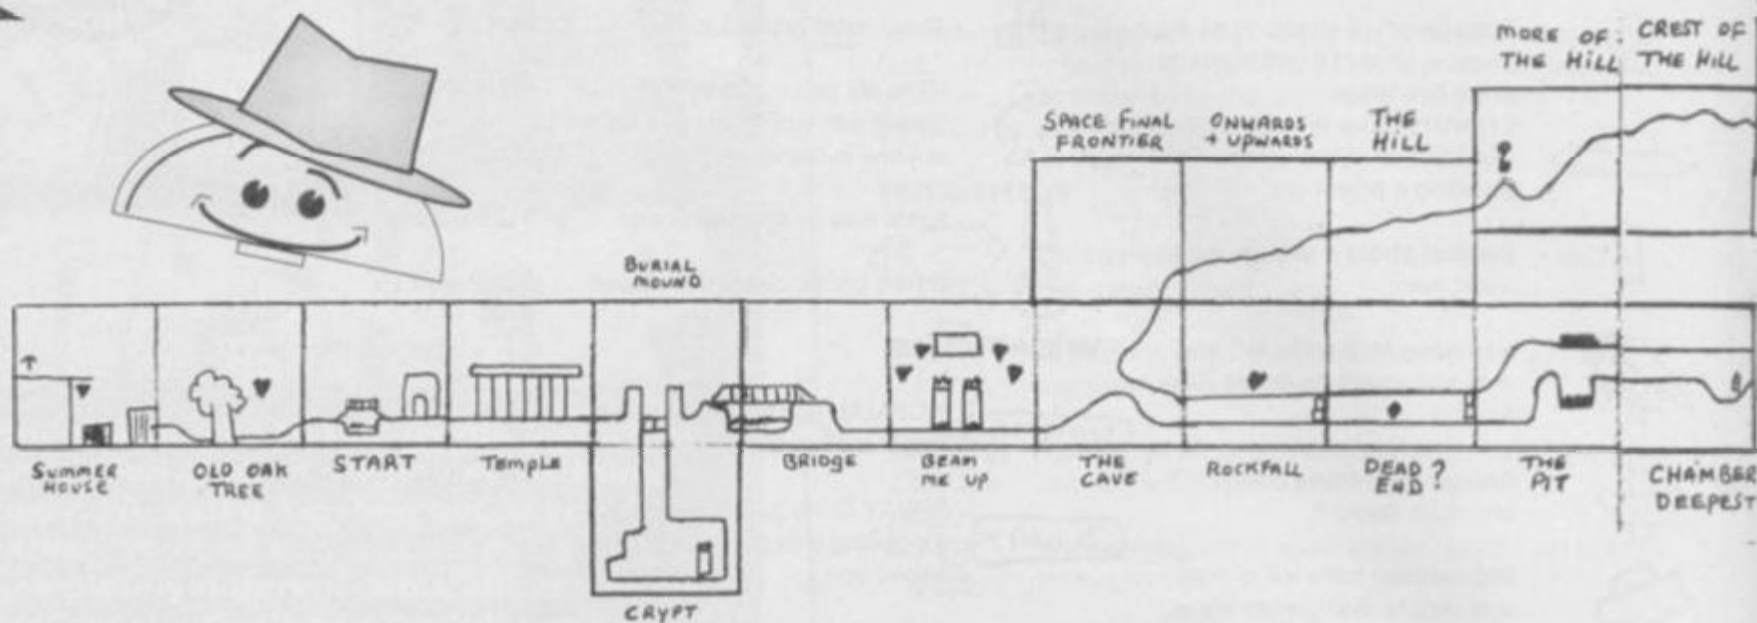 MORE OF
THE HILL
CREST OF
THE HILL
SPACE FINAL
FRONTIER
ONWARDS
+ UPWARDS
THE
HILL
BURIAL
MOUND
SUMMER
HOUSE
OLD OAK
TREE
START
TEMPLE
BRIDGE
BEAM
ME UP
THE
CAVE
ROCKFALL
DEAD?
END
THE
PIT
CHAMBER
DEEPEST
CRYPT